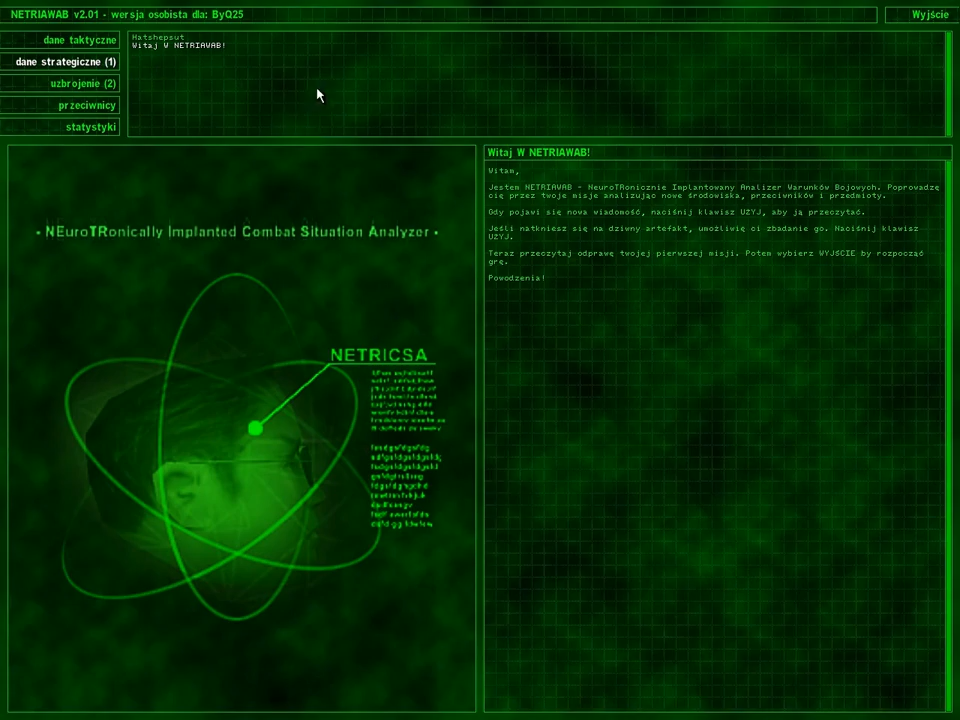 NETRIAWAB v2.01 - wersja osobista dla: ByQ25
Wyjście
dane taktyczne
dane strategiczne (1)
uzbrojenie (2)
przeciwnicy
statystyki
Hatshepsut
Witaj W NETRIAWAB!
- NEuroTRonically Implanted Combat Situation Analyzer -
NETRICSA
Witaj W NETRIAWAB!
Witam,
Jestem NETRIAWAB - NeuroTROnicznie Implantowany Analizer Warunków Bojowych. Poprowadzę
cię przez twoje misje analizując nowe środowiska, przeciwników i przedmioty.
Gdy pojawi się nowa wiadomość, naciśnij klawisz UŻYJ, aby ją przeczytać.
Jeśli natkniesz się na dziwny artefakt, umożliwię ci zbadanie go. Naciśnij klawisz
UŻYJ.
Teraz przeczytaj odprawę twojej pierwszej misji. Potem wybierz WYJŚCIE by rozpocząć
grę.
Powodzenia!